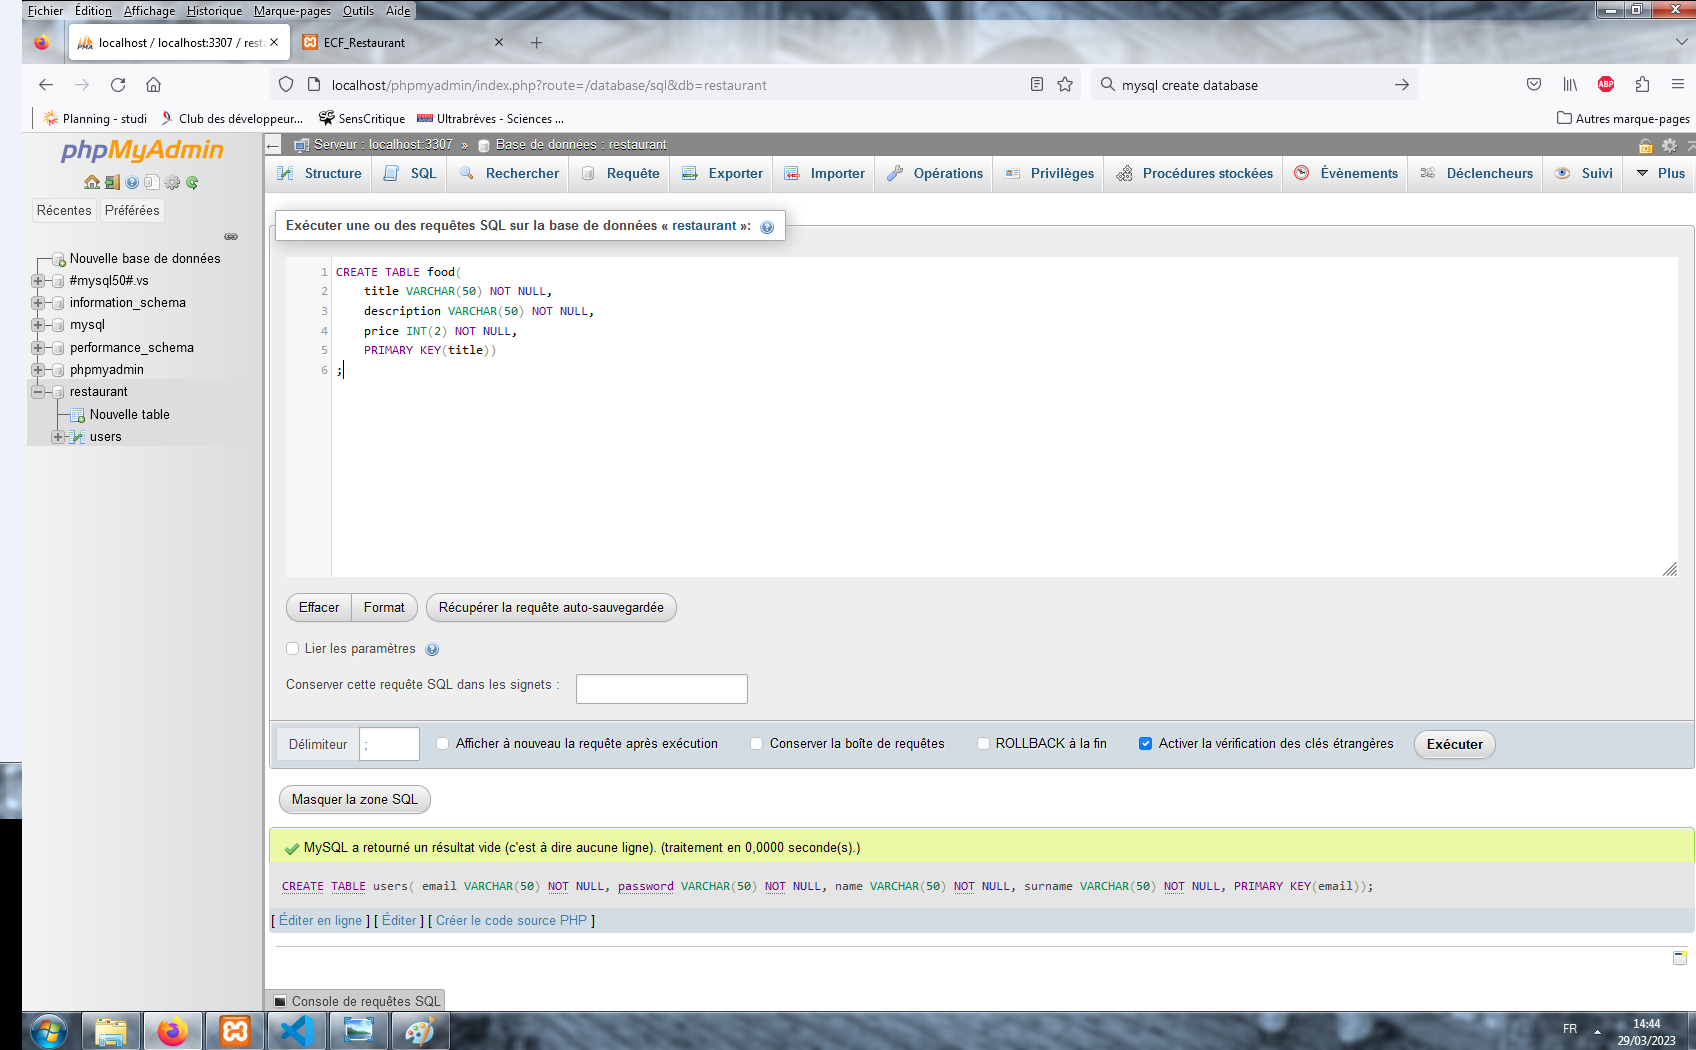 Fichier Édition Affichage Historique Marque-pages Outils Aide
localhost / localhost:3307 / resta
ECF_Restaurant
localhost/phpmyadmin/index.php?route=/database/sql&db=restaurant
mysql create database
ABP
Planning - studi
Club des développeur...
SensCritique
Ultrabrèves - Sciences ...
Autres marque-pages
phpMyAdmin
Récentes Préférées
Nouvelle base de données
#mysql50#.vs
information_schema
mysql
performance_schema
phpmyadmin
restaurant
Nouvelle table
users
Serveur : localhost:3307 » Base de données : restaurant
Structure SQL Rechercher Requête Exporter Importer Opérations Privilèges Procédures stockées Évènements Déclencheurs Suivi Plus
Exécuter une ou des requêtes SQL sur la base de données « restaurant »:
1 CREATE TABLE food(
2 title VARCHAR(50) NOT NULL,
3 description VARCHAR(50) NOT NULL,
4 price INT(2) NOT NULL,
5 PRIMARY KEY(title))
6 ;
Effacer Format Récupérer la requête auto-sauvegardée
Lier les paramètres
Conserver cette requête SQL dans les signets :
Délimiteur ; Afficher à nouveau la requête après exécution Conserver la boîte de requêtes ROLLBACK à la fin Activer la vérification des clés étrangères Exécuter
Masquer la zone SQL
MySQL a retourné un résultat vide (c'est à dire aucune ligne). (traitement en 0,0000 seconde(s).)
CREATE TABLE users( email VARCHAR(50) NOT NULL, password VARCHAR(50) NOT NULL, name VARCHAR(50) NOT NULL, surname VARCHAR(50) NOT NULL, PRIMARY KEY(email));
[ Éditer en ligne ] [ Éditer ] [ Créer le code source PHP ]
Console de requêtes SQL
FR
14:44
29/03/2023